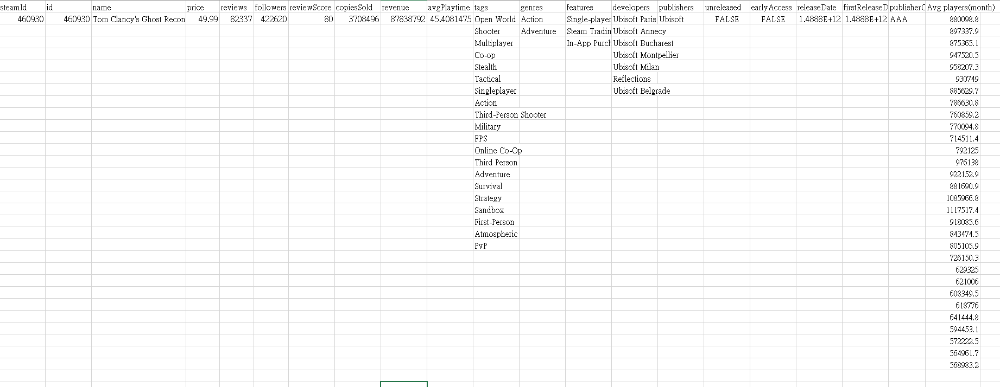 steamId id name price reviews followers reviewScore copiesSold revenue avgPlaytime tags genres features developers publishers unreleased earlyAccess releaseDate firstReleaseD publisherC Avg players(month)
460930 460930 Tom Clancy's Ghost Recon 49.99 82337 422620 80 3708496 87838792 45.4081475 Open World Action Single-player Ubisoft Paris Ubisoft FALSE FALSE 1.4888E+12 1.4888E+12 AAA 880098.8
Shooter Adventure Steam Tradin Ubisoft Annecy 897337.9
Multiplayer In-App Purch Ubisoft Bucharest 875365.1
Co-op Ubisoft Montpellier 947520.5
Stealth Ubisoft Milan 958207.3
Tactical Reflections 930749
Singleplayer Ubisoft Belgrade 885629.7
Action 786630.8
Third-Person Shooter 760859.2
Military 770094.8
FPS 714511.4
Online Co-Op 792125
Third Person 976138
Adventure 922152.9
Survival 881690.9
Strategy 1085966.8
Sandbox 1117517.4
First-Person 918085.6
Atmospheric 843474.5
PvP 805105.9
726150.3
629325
621006
608349.5
618776
641444.8
594453.1
572222.5
564961.7
568983.2